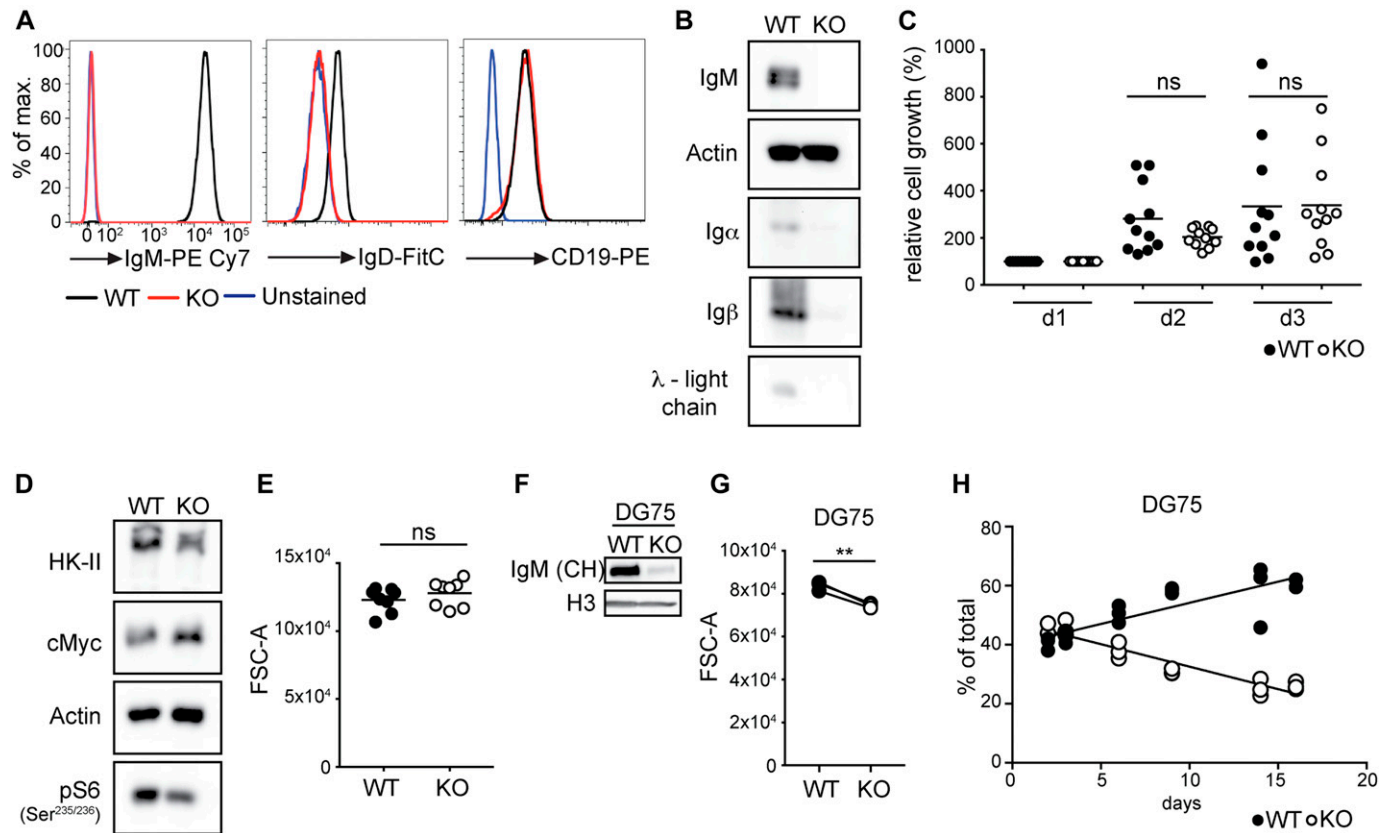 A
% of max.
100
80
60
40
20
0
0 10² 10³ 10⁴ 10⁵
IgM-PE Cy7
IgD-FitC
CD19-PE
WT KO Unstained
B
WT KO
IgM
Actin
Igα
Igβ
λ - light
chain
C
relative cell growth (%)
1000
800
600
400
200
0
ns
ns
d1 d2 d3
WT KO
D
WT KO
HK-II
cMyc
Actin
pS6
(Ser²³⁵/²³⁶)
E
FSC-A
15x10⁴
10x10⁴
5x10⁴
0
ns
WT KO
F
DG75
WT KO
IgM (CH)
H3
G
DG75
FSC-A
10x10⁴
8x10⁴
6x10⁴
4x10⁴
2x10⁴
0
**
WT KO
H
DG75
% of total
80
60
40
20
0
0 5 10 15 20
days
WT KO